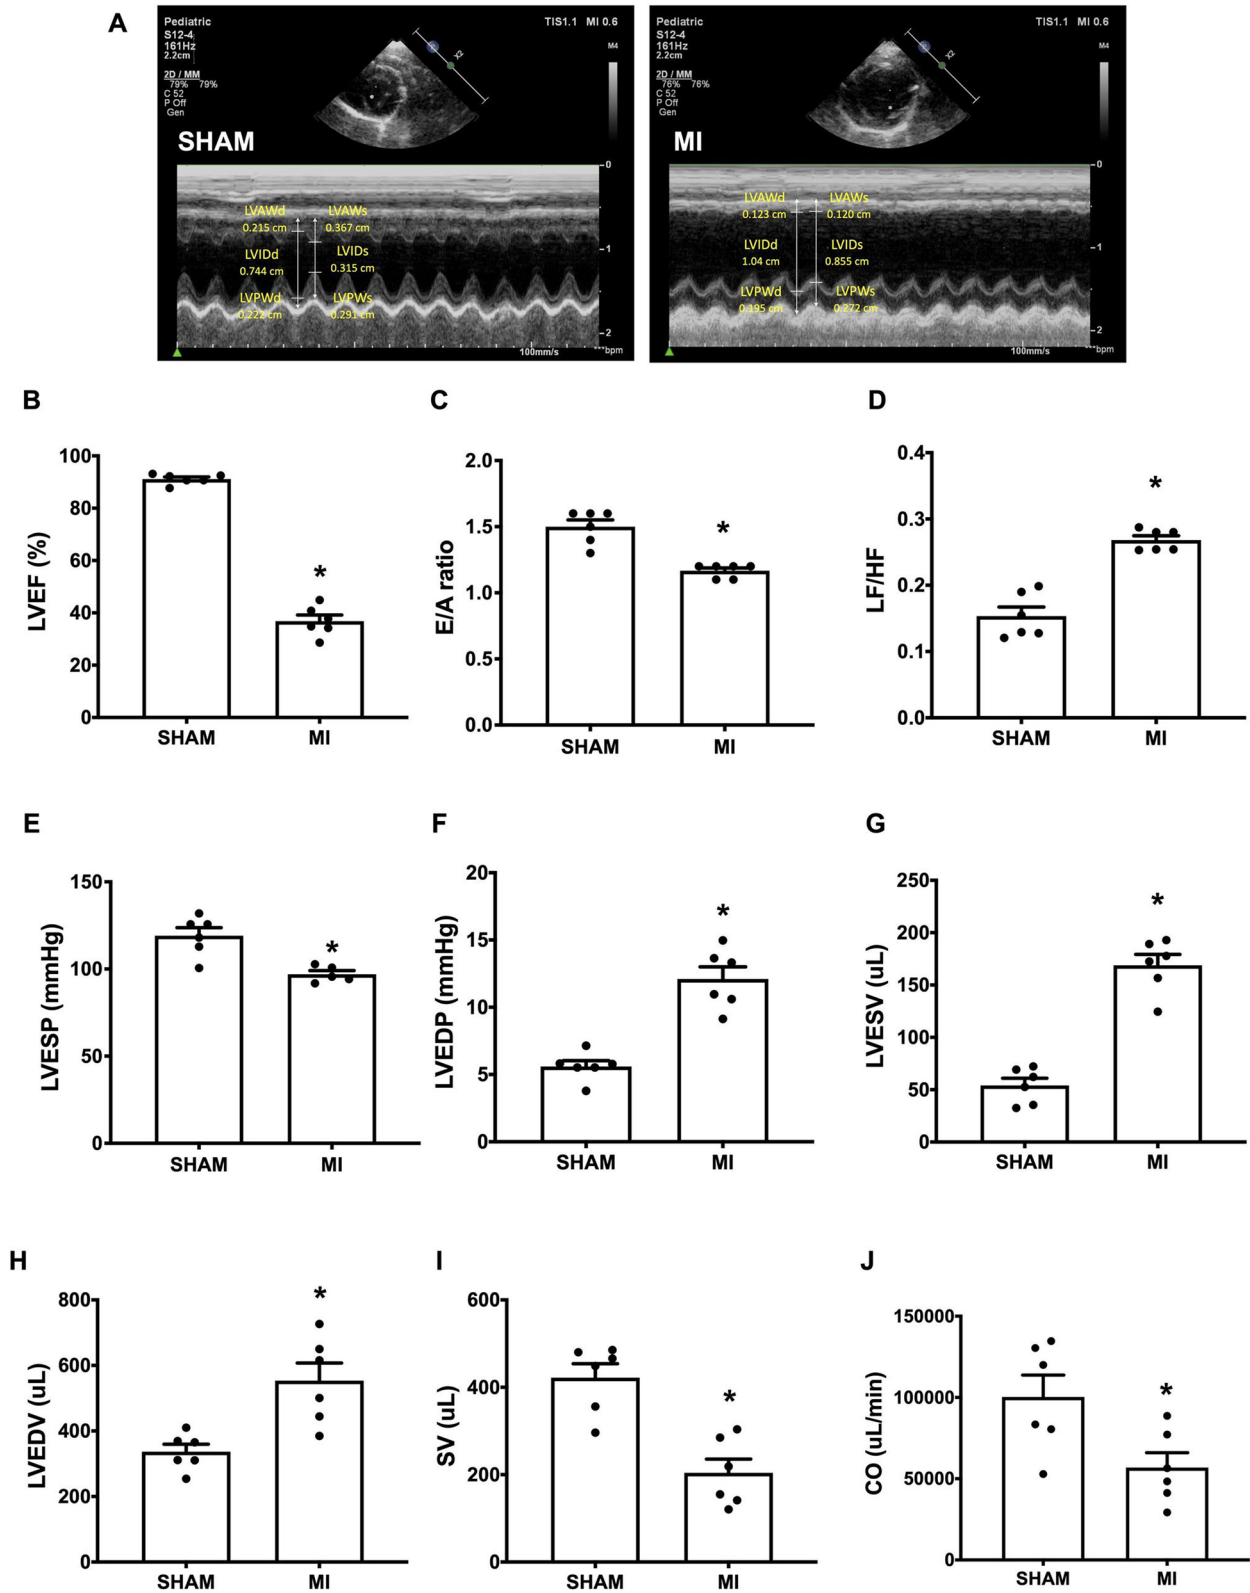 A
Pediatric
S12-4
161Hz
2.2cm
2D / MM
79% 79%
C 52
P Off
Gen
TIS1.1 MI 0.6
M4
X2
SHAM
0
LVAWd LVAWs
0.215 cm 0.367 cm
1
LVIDd LVIDs
0.744 cm 0.315 cm
LVPWd LVPWs
0.222 cm 0.291 cm
2
100mm/s ***bpm
Pediatric
S12-4
161Hz
2.2cm
2D / MM
76% 76%
C 52
P Off
Gen
TIS1.1 MI 0.6
M4
X2
MI
0
LVAWd LVAWs
0.123 cm 0.120 cm
1
LVIDd LVIDs
1.04 cm 0.855 cm
LVPWd LVPWs
0.195 cm 0.272 cm
2
100mm/s ***bpm
B
LVEF (%)
100
80
60
40
20
0
*
SHAM MI
C
E/A ratio
2.0
1.5
1.0
0.5
0.0
*
SHAM MI
D
LF/HF
0.4
0.3
0.2
0.1
0.0
*
SHAM MI
E
LVESP (mmHg)
150
100
50
0
*
SHAM MI
F
LVEDP (mmHg)
20
15
10
5
0
*
SHAM MI
G
LVESV (uL)
250
200
150
100
50
0
*
SHAM MI
H
LVEDV (uL)
800
600
400
200
0
*
SHAM MI
I
SV (uL)
600
400
200
0
*
SHAM MI
J
CO (uL/min)
150000
100000
50000
0
*
SHAM MI